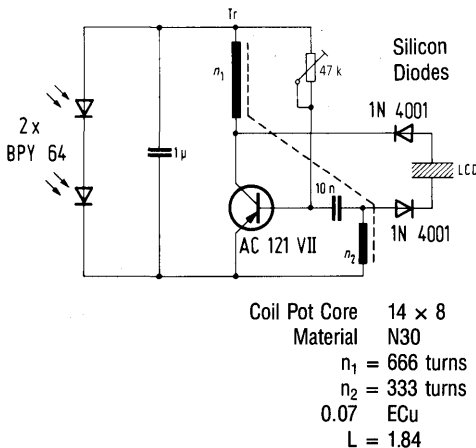 Tr
n1
47 k
Silicon
Diodes
1N 4001
2 x
BPY 64
1 µ
LCD
10 n
1N 4001
AC 121 VII
n2
Coil Pot Core 14 × 8
Material N30
n1 = 666 turns
n2 = 333 turns
0.07 ECu
L = 1.84